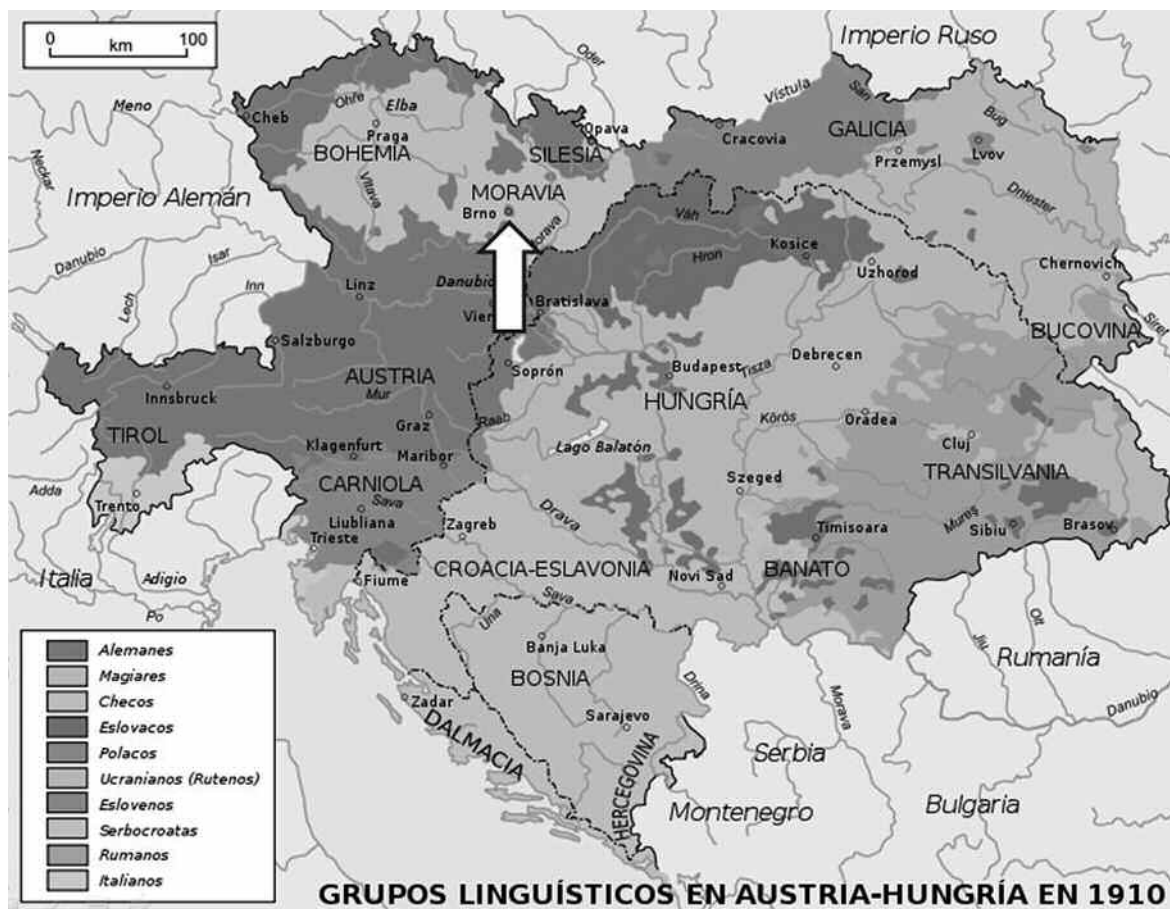 0 100
km
Imperio Ruso
Oder
Vístula
San
Meno
Ohře
Elba
Cheb
Praga
Opava
Cracovia
GALICIA
Bug
BOHEMIA
SILESIA
Przemysl
Lvov
Neckar
Imperio Alemán
Vltava
MORAVIA
Brno
Dniester
Váh
Kosice
Danubio
Isar
Hron
Uzhorod
Chernovich
Lech
Inn
Linz
Danubio
Bratislava
Salzburgo
BUCOVINA
Innsbruck
AUSTRIA
Mur
Soprón
Budapest
Tisza
Debrecen
HUNGRÍA
TIROL
Graz
Raab
Körös
Oradea
Klagenfurt
Maribor
Lago Balatón
Cluj
Adda
Trento
CARNIOLA
Sava
Szeged
TRANSILVANIA
Liubliana
Drava
Mureș
Trieste
Zagreb
Timisoara
Sibiu
Brasov
Italia
Adigio
Fiume
CROACIA-ESLAVONIA
Novi Sad
BANATO
Po
Una
Sava
Olt
Jiu
Banja Luka
Rumanía
BOSNIA
Drina
Zadar
Morava
Danubio
DALMACIA
Sarajevo
HERCEGOVINA
Serbia
Montenegro
Bulgaria
Alemanes
Magiares
Checos
Eslovacos
Polacos
Ucranianos (Rutenos)
Eslovenos
Serbocroatas
Rumanos
Italianos
GRUPOS LINGUÍSTICOS EN AUSTRIA-HUNGRÍA EN 1910